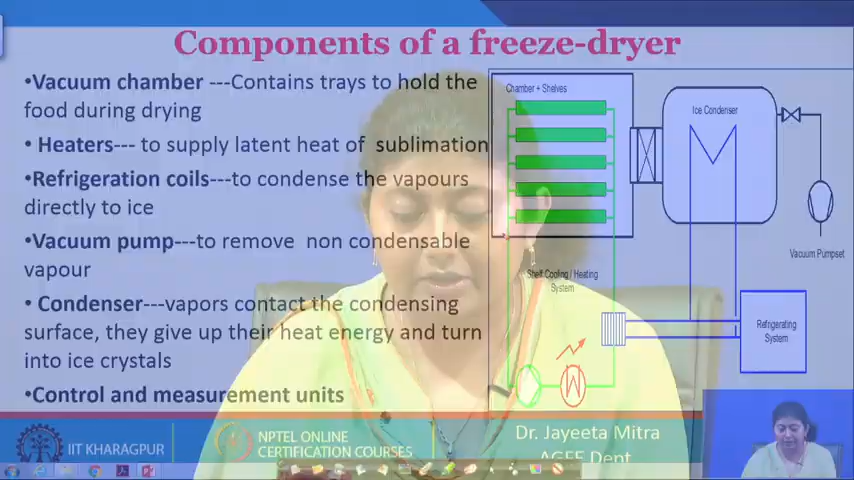 Components of a freeze-dryer
•Vacuum chamber ---Contains trays to hold the
food during drying
• Heaters--- to supply latent heat of sublimation
•Refrigeration coils---to condense the vapours
directly to ice
•Vacuum pump---to remove non condensable
vapour
• Condenser---vapors contact the condensing
surface, they give up their heat energy and turn
into ice crystals
•Control and measurement units
Chamber + Shelves
Ice Condenser
Vacuum Pumpset
Shelf Cooling / Heating
System
Refrigerating
System
IIT KHARAGPUR
NPTEL ONLINE
CERTIFICATION COURSES
Dr. Jayeeta Mitra
AGFE Dept